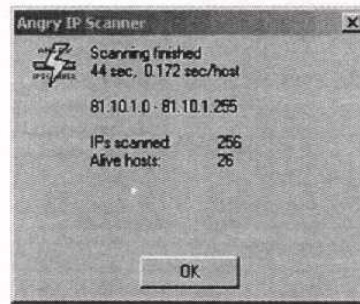 Angry IP Scanner
Scanning finished
44 sec, 0.172 sec/host
81.10.1.0 - 81.10.1.255
IPs scanned: 256
Alive hosts: 26
OK